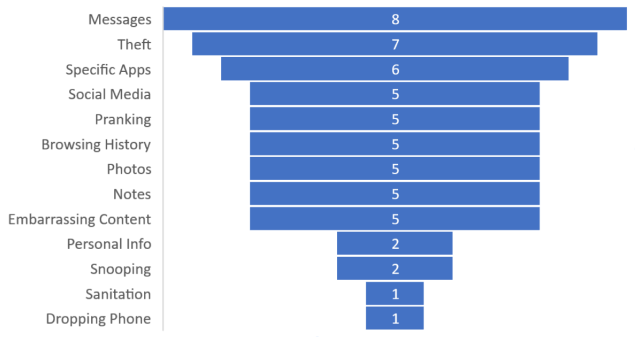 Messages 8
Theft 7
Specific Apps 6
Social Media 5
Pranking 5
Browsing History 5
Photos 5
Notes 5
Embarrassing Content 5
Personal Info 2
Snooping 2
Sanitation 1
Dropping Phone 1